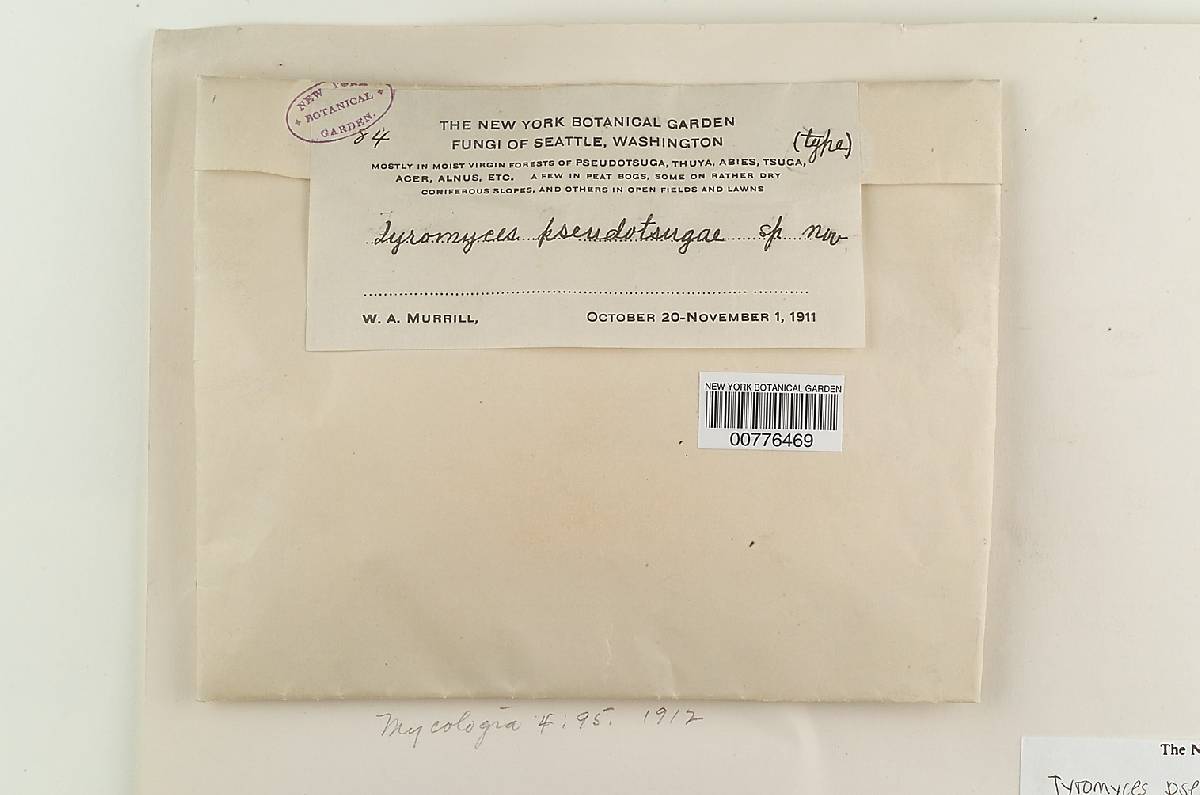 NEW YORK
BOTANICAL
GARDEN.
84
THE NEW YORK BOTANICAL GARDEN
FUNGI OF SEATTLE, WASHINGTON
(type)
MOSTLY IN MOIST VIRGIN FORESTS OF PSEUDOTSUGA, THUYA, ABIES, TSUGA,
ACER, ALNUS, ETC. A FEW IN PEAT BOGS, SOME ON RATHER DRY
CONIFEROUS SLOPES, AND OTHERS IN OPEN FIELDS AND LAWNS
Tyromyces pseudotsugae sp nov
W. A. MURRILL, OCTOBER 20-NOVEMBER 1, 1911
NEW YORK BOTANICAL GARDEN
00776469
Mycologia 4:95. 1912
The N
Tyromyces pse